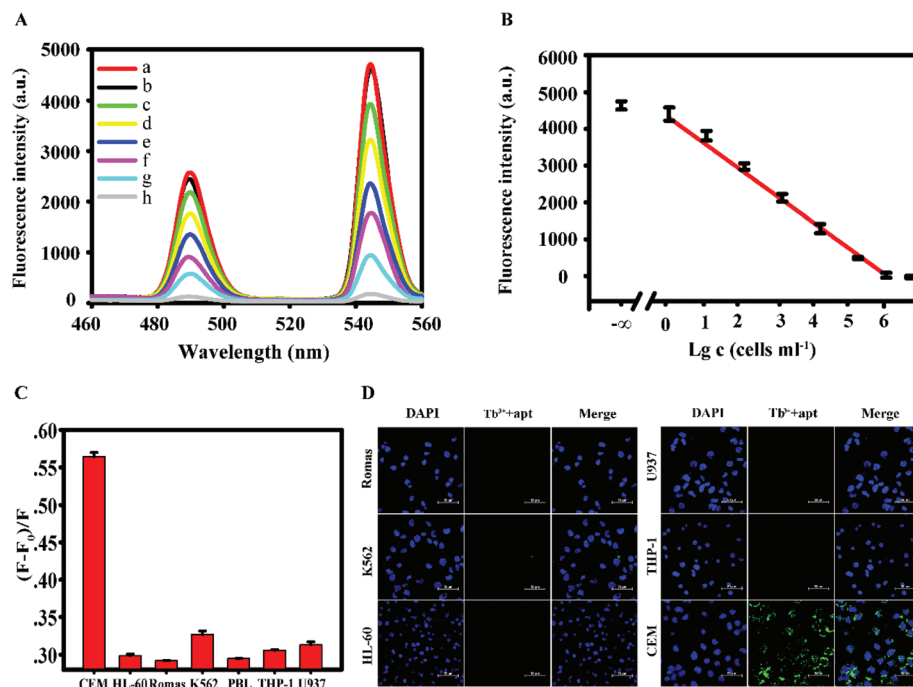 A
5000
4000
3000
2000
1000
0
Fluorescence intensity (a.u.)
a
b
c
d
e
f
g
h
460 480 500 520 540 560
Wavelength (nm)
B
6000
5000
4000
3000
2000
1000
0
Fluorescence intensity (a.u.)
-∞ 0 1 2 3 4 5 6
Lg c (cells ml-1)
C
.60
.55
.50
.45
.40
.35
.30
(F-F0)/F
CEM HL-60 Romas K562 PBL THP-1 U937
D
DAPI Tb3++apt Merge
Romas
K562
HL-60
DAPI Tb3++apt Merge
U937
THP-1
CEM